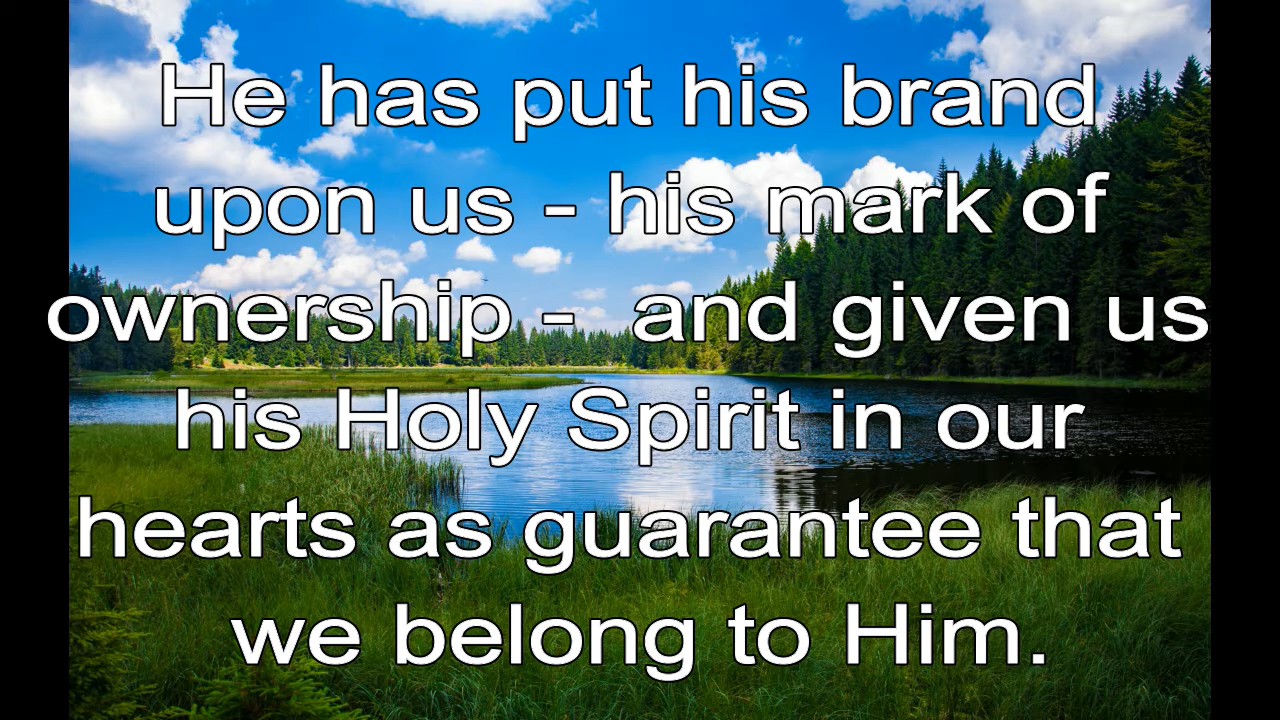 He has put his brand
upon us - his mark of
ownership -  and given us
his Holy Spirit in our
hearts as guarantee that
we belong to Him.